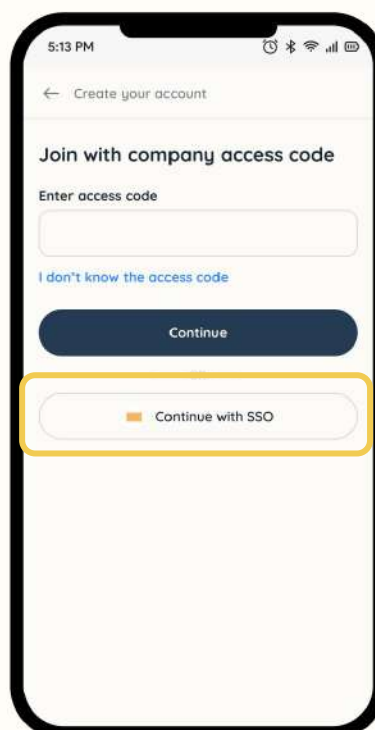 5:13 PM
← Create your account
Join with company access code
Enter access code
I don't know the access code
Continue
Continue with SSO